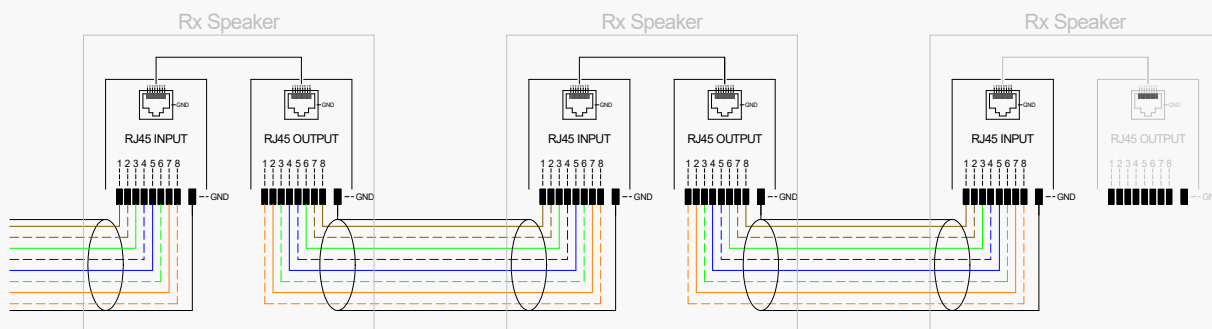 Rx Speaker Rx Speaker Rx Speaker
GND GND GND GND GND GND
RJ45 INPUT RJ45 OUTPUT RJ45 INPUT RJ45 OUTPUT RJ45 INPUT RJ45 OUTPUT
1 2 3 4 5 6 7 8 1 2 3 4 5 6 7 8 1 2 3 4 5 6 7 8 1 2 3 4 5 6 7 8 1 2 3 4 5 6 7 8 1 2 3 4 5 6 7 8
GND GND GND GND GND GN